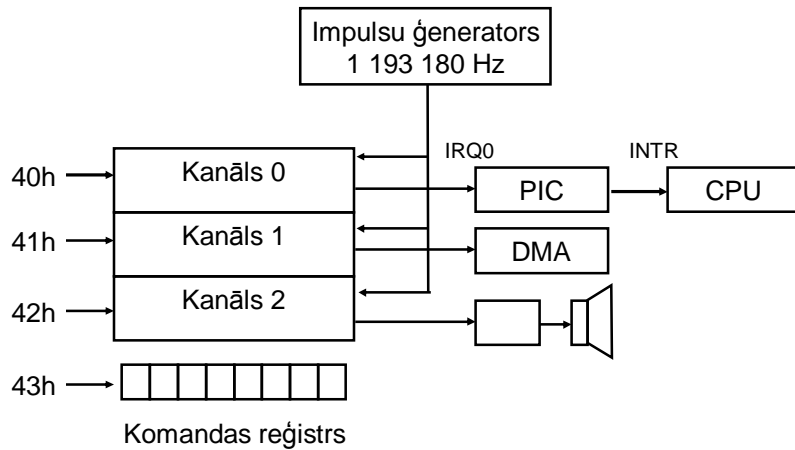 Impulsu ģenerators
1 193 180 Hz
40h
Kanāls 0
IRQ0
PIC
INTR
CPU
41h
Kanāls 1
DMA
42h
Kanāls 2
43h
Komandas reģistrs